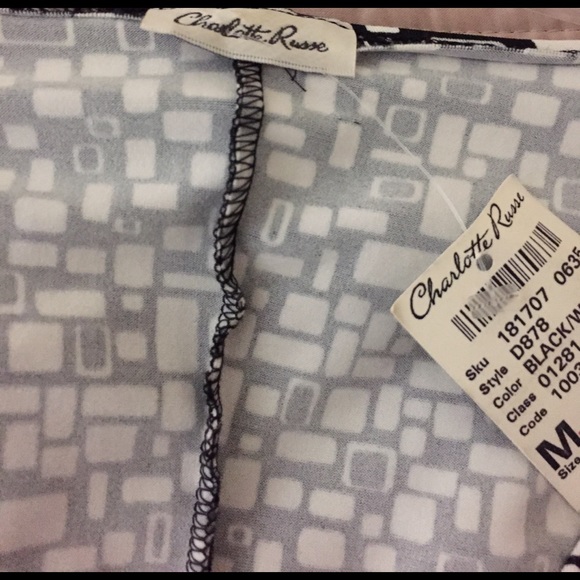 Charlotte Russe
Charlotte Russe
Sku 181707 063
Style D878
Color BLACK/W
Class 01281
Code 1003
M
Size